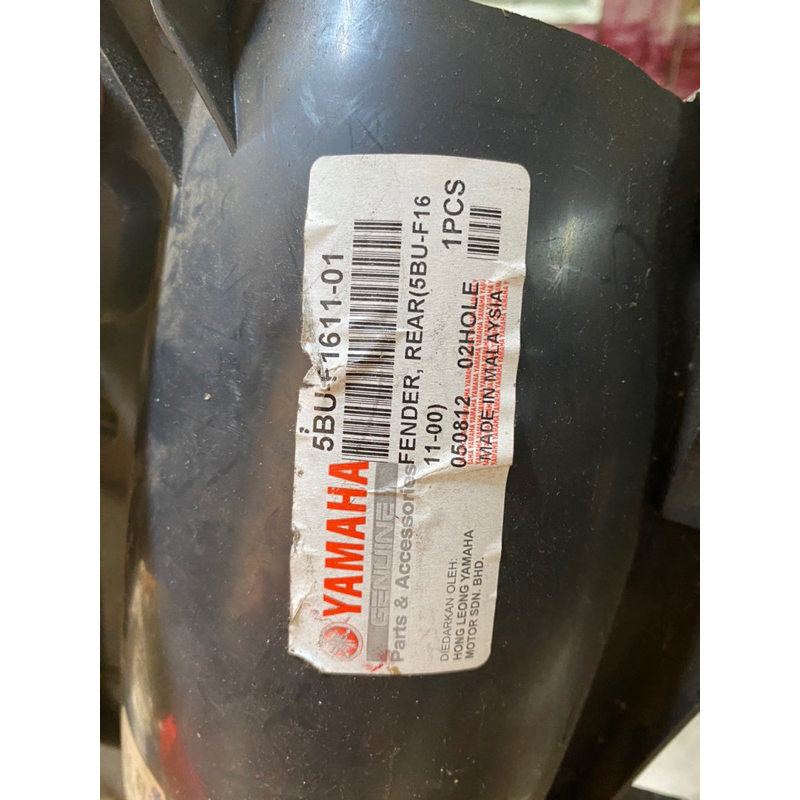 5BU-F1611-01
FENDER, REAR(5BU-F16
11-00)
1PCS
050812 02HOLE
MADE IN MALAYSIA
YAMAHA
GENUINE
Parts & Accessories
DIEDARKAN OLEH:
HONG LEONG YAMAHA
MOTOR SDN. BHD.